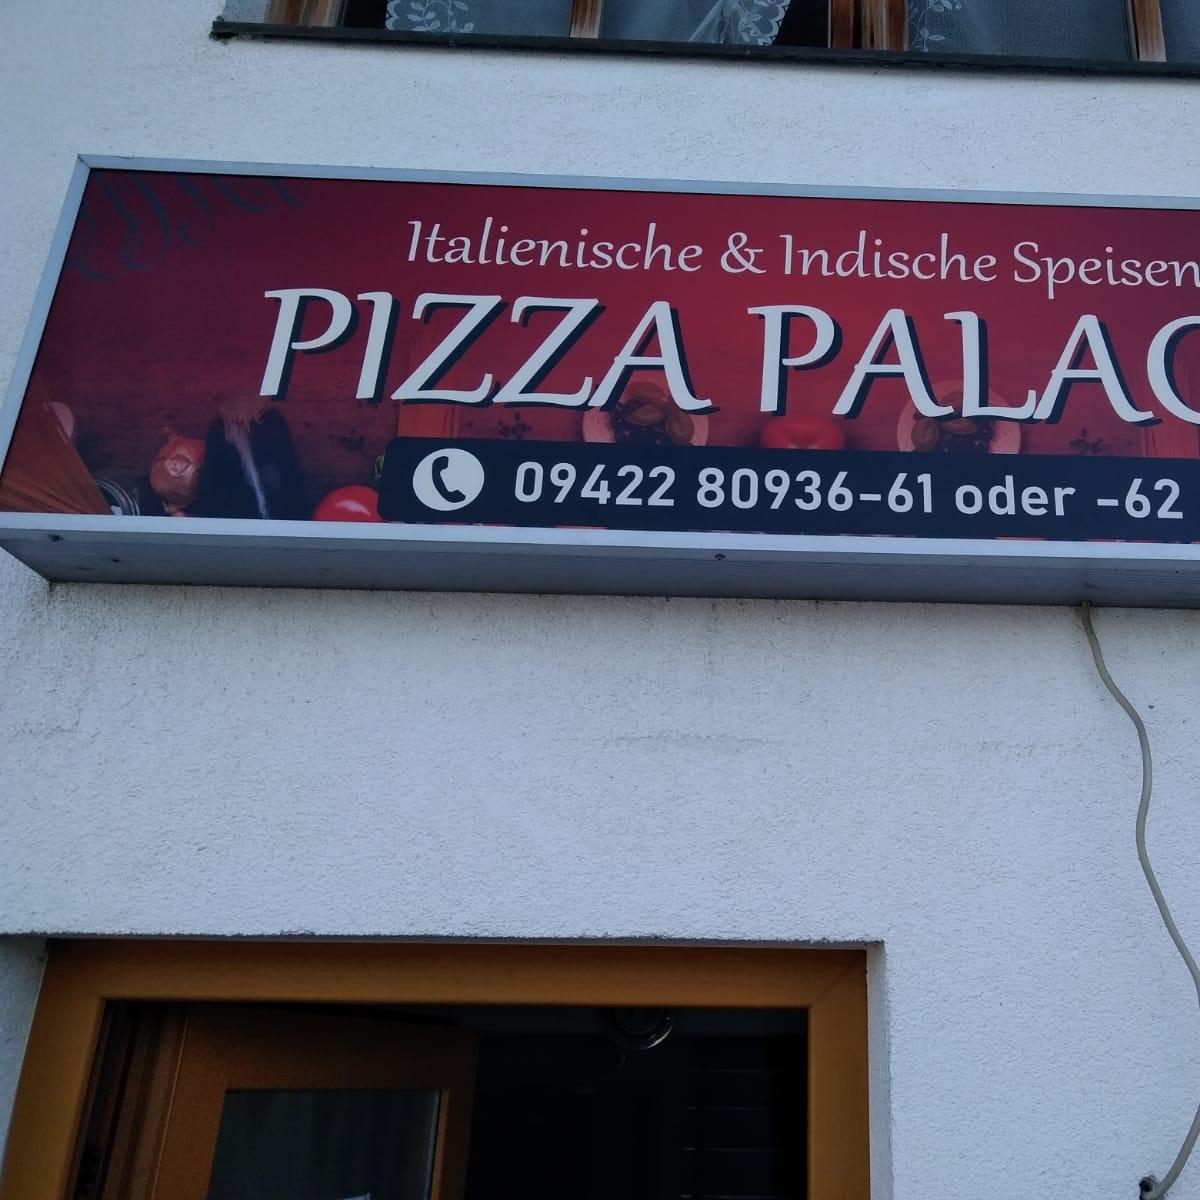 Italienische & Indische Speisen
PIZZA PALAC
09422 80936-61 oder -62